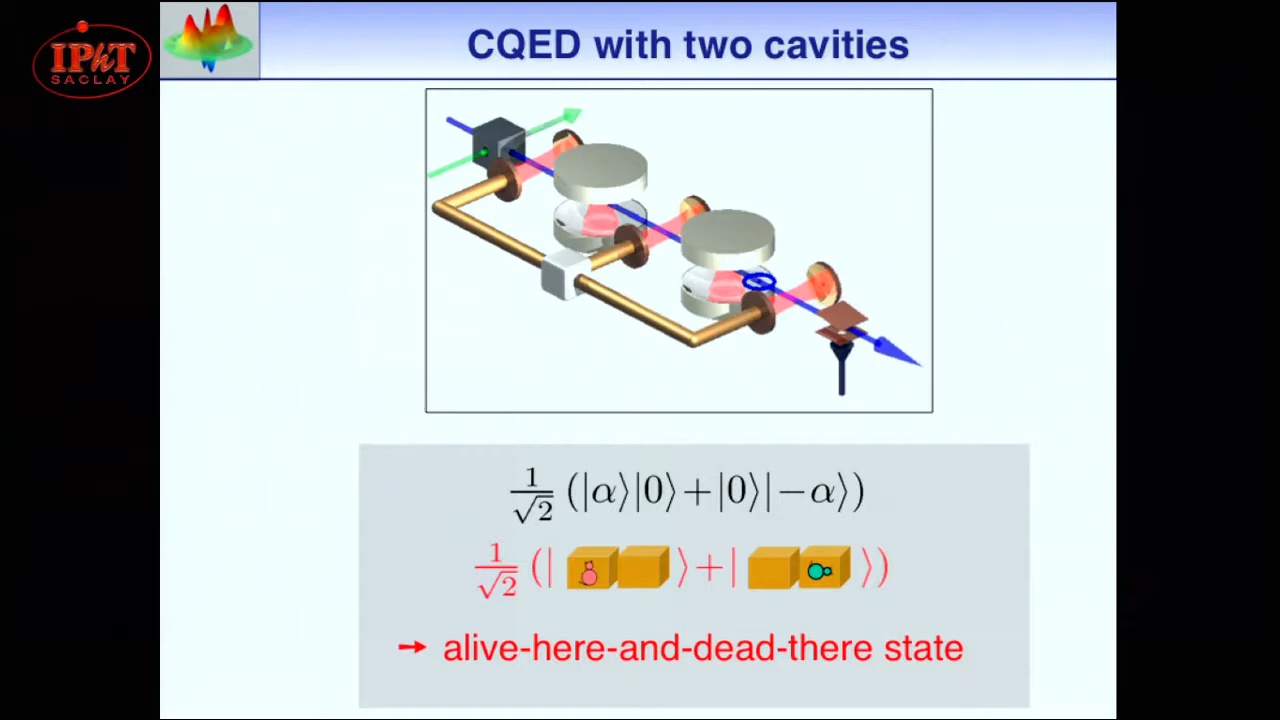 IPhT
SACLAY
CQED with two cavities
1/√2 (|α⟩|0⟩+|0⟩|−α⟩)
1/√2 (| ⟩+| ⟩)
→ alive-here-and-dead-there state